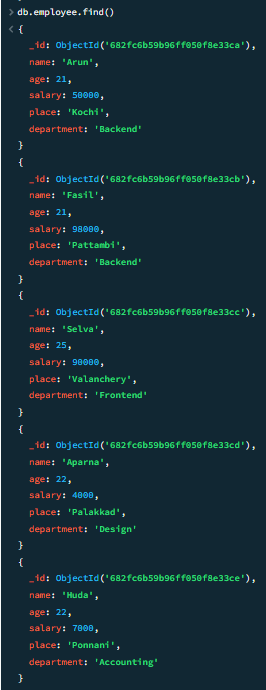 > db.employee.find()
< {
_id: ObjectId('682fc6b59b96ff050f8e33ca'),
name: 'Arun',
age: 21,
salary: 50000,
place: 'Kochi',
department: 'Backend'
}
{
_id: ObjectId('682fc6b59b96ff050f8e33cb'),
name: 'Fasil',
age: 21,
salary: 98000,
place: 'Pattambi',
department: 'Backend'
}
{
_id: ObjectId('682fc6b59b96ff050f8e33cc'),
name: 'Selva',
age: 25,
salary: 90000,
place: 'Valanchery',
department: 'Frontend'
}
{
_id: ObjectId('682fc6b59b96ff050f8e33cd'),
name: 'Aparna',
age: 22,
salary: 4000,
place: 'Palakkad',
department: 'Design'
}
{
_id: ObjectId('682fc6b59b96ff050f8e33ce'),
name: 'Huda',
age: 22,
salary: 7000,
place: 'Ponnani',
department: 'Accounting'
}